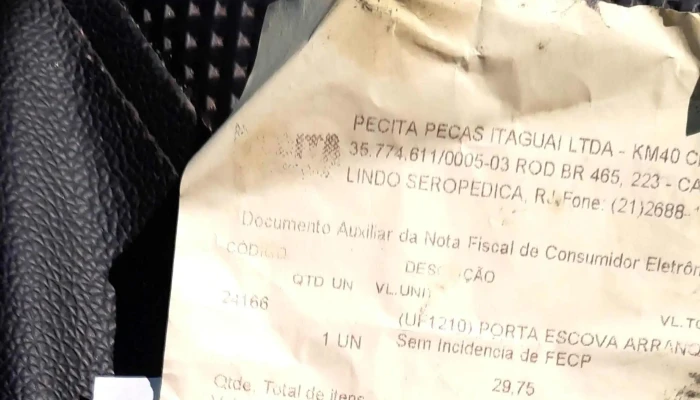 PECITA PECAS ITAGUAI LTDA - KM40
35.774.611/0005-03 ROD BR 465, 223 -
LINDO SEROPEDICA, RJ Fone: (21)2688-
Documento Auxiliar da Nota Fiscal de Consumidor
CÓDIGO DESCRIÇÃO
QTD UN VL.UNIT
24166 (UF1210) PORTA ESCOVA
1 UN Sem Incidencia de FECP
29,75
Qtde. Total de itens